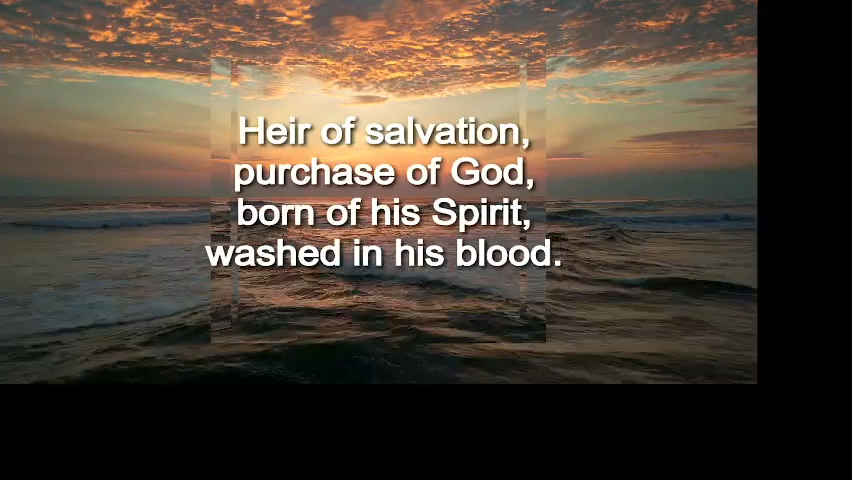 Heir of salvation,
purchase of God,
born of his Spirit,
washed in his blood.